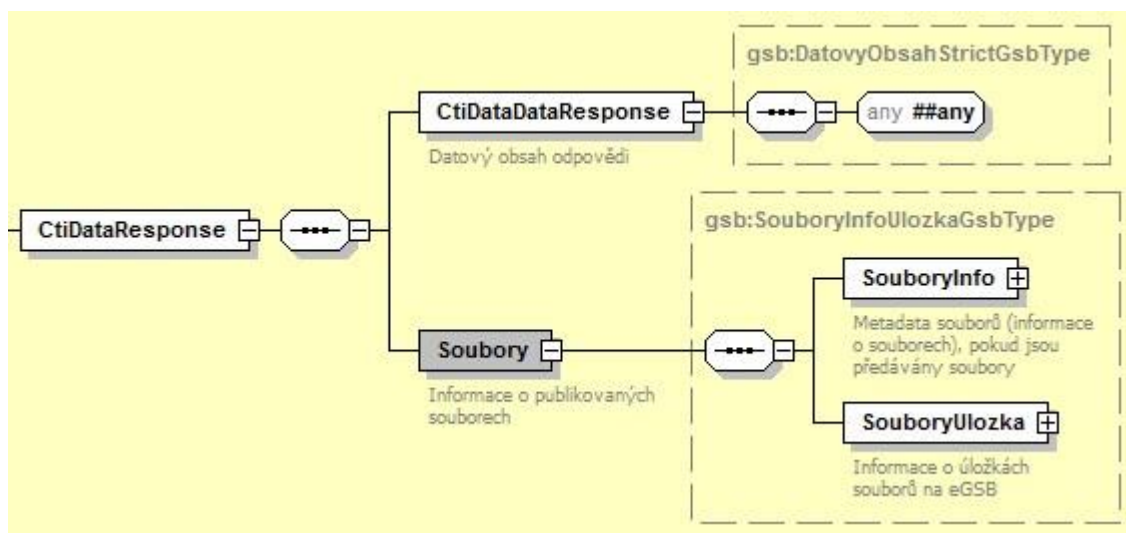 gsb:DatovyObsahStrictGsbType
CtiDataDataResponse
any ##any
Datový obsah odpovědi
CtiDataResponse
gsb:SouboryInfoUlozkaGsbType
SouboryInfo
Metadata souborů (informace
o souborech), pokud jsou
předávány soubory
Soubory
Informace o publikovaných
souborech
SouboryUlozka
Informace o úložkách
souborů na eGSB